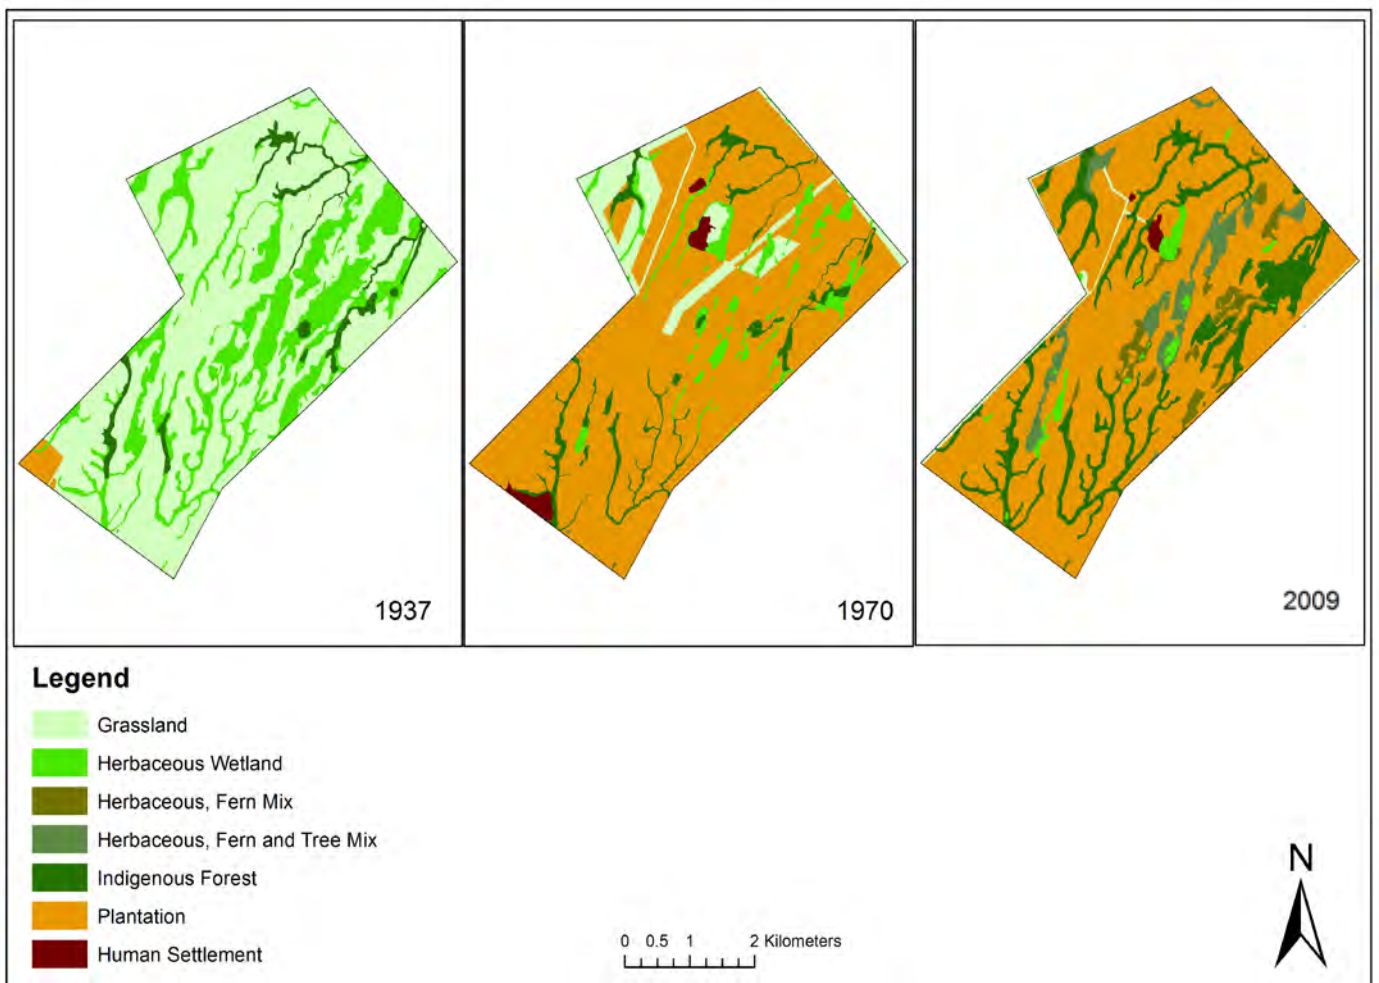 1937
1970
2009
Legend
Grassland
Herbaceous Wetland
Herbaceous, Fern Mix
Herbaceous, Fern and Tree Mix
Indigenous Forest
Plantation
Human Settlement
0 0.5 1 2 Kilometers
N